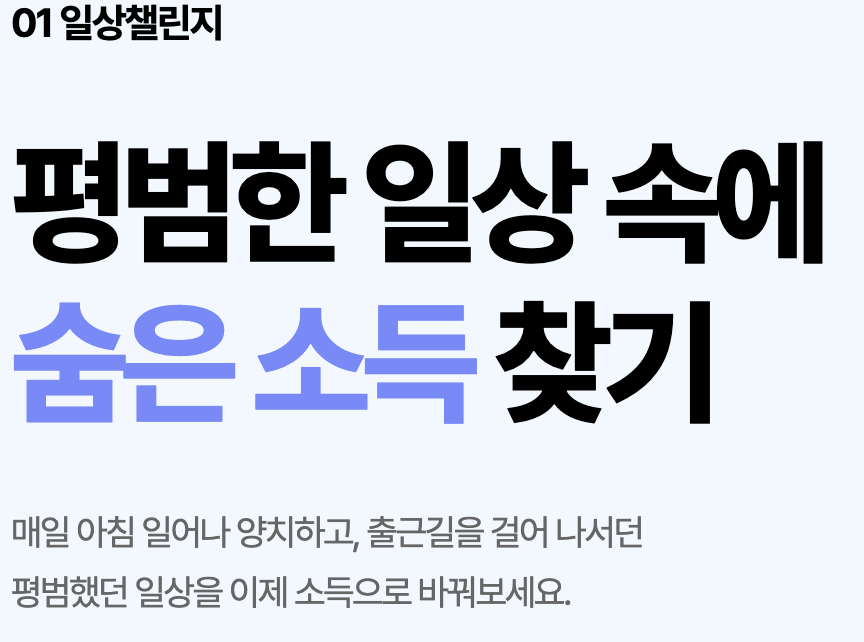 01 일상챌린지
평범한 일상 속에
숨은 소득 찾기
매일 아침 일어나 양치하고, 출근길을 걸어 나서던
평범했던 일상을 이제 소득으로 바꿔보세요.